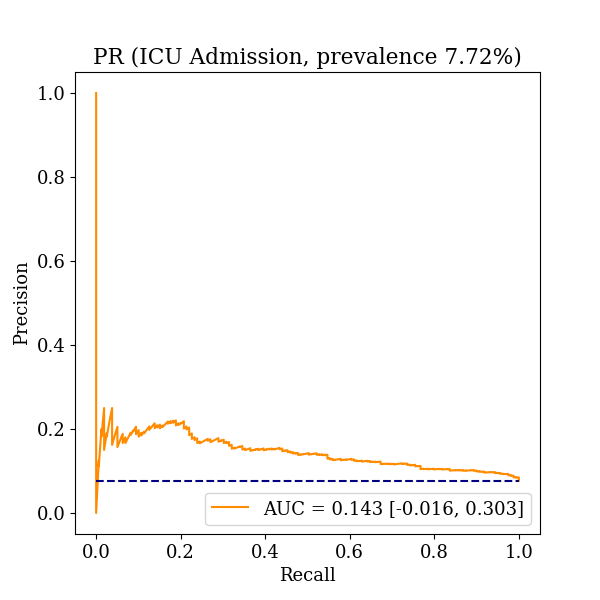 PR (ICU Admission, prevalence 7.72%)
Precision
1.0
0.8
0.6
0.4
0.2
0.0
AUC = 0.143 [-0.016, 0.303]
0.0 0.2 0.4 0.6 0.8 1.0
Recall